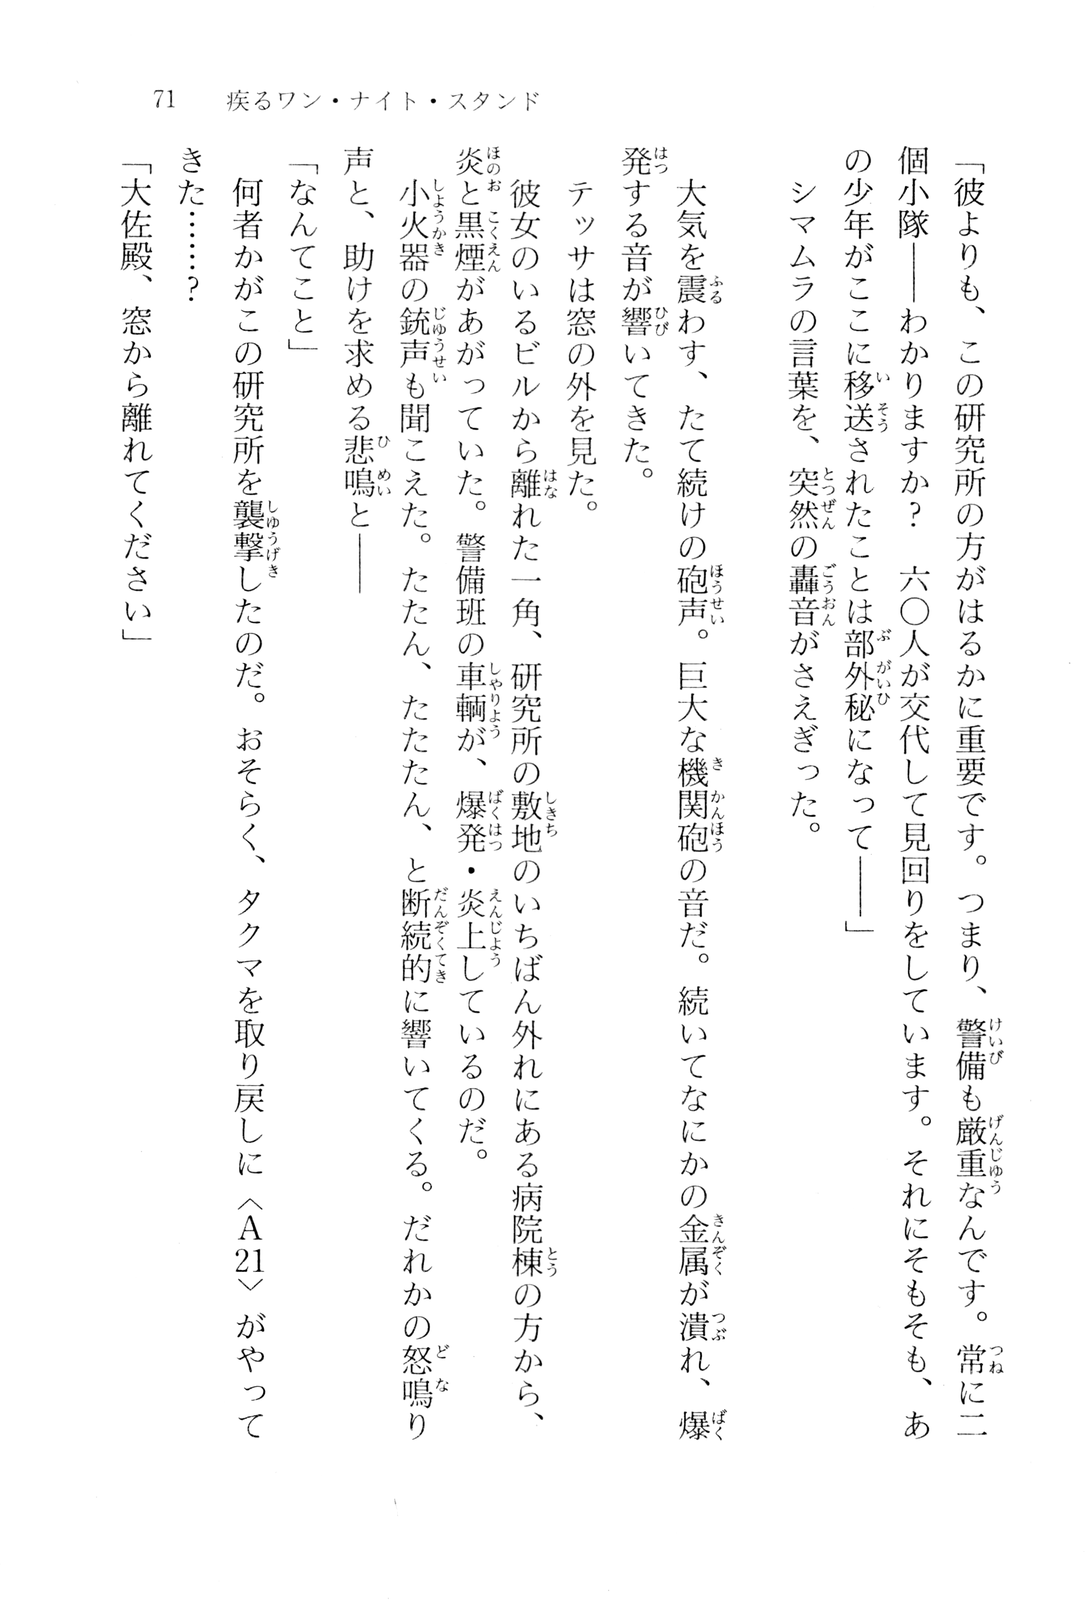 71　疾るワン・ナイト・スタンド
「彼よりも、この研究所の方がはるかに重要です。つまり、警備も厳重なんです。常に二
個小隊――わかりますか？　六〇人が交代して見回りをしています。それにそもそも、あ
の少年がここに移送されたことは部外秘になって――」
シマムラの言葉を、突然の轟音がさえぎった。
大気を震わす、たて続けの砲声。巨大な機関砲の音だ。続いてなにかの金属が潰れ、爆
発する音が響いてきた。
テッサは窓の外を見た。
彼女のいるビルから離れた一角、研究所の敷地のいちばん外れにある病院棟の方から、
炎と黒煙があがっていた。警備班の車輌が、爆発・炎上しているのだ。
小火器の銃声も聞こえた。たたん、たたたん、と断続的に響いてくる。だれかの怒鳴り
声と、助けを求める悲鳴と――
「なんてこと」
何者かがこの研究所を襲撃したのだ。おそらく、タクマを取り戻しに〈A21〉がやって
きた……？
「大佐殿、窓から離れてください」